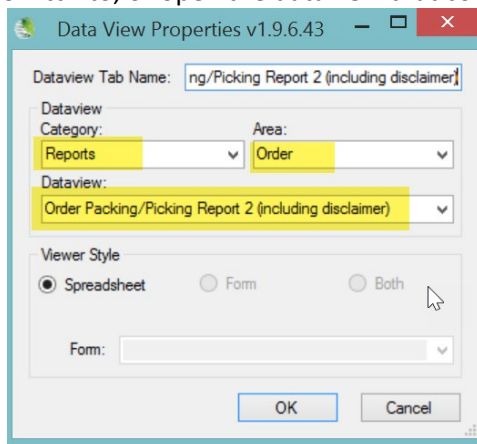 Data View Properties v1.9.6.43
Dataview Tab Name: ng/Picking Report 2 (including disclaimer)
Dataview
Category: Area:
Reports Order
Dataview:
Order Packing/Picking Report 2 (including disclaimer)
Viewer Style
Spreadsheet Form Both
Form:
OK Cancel